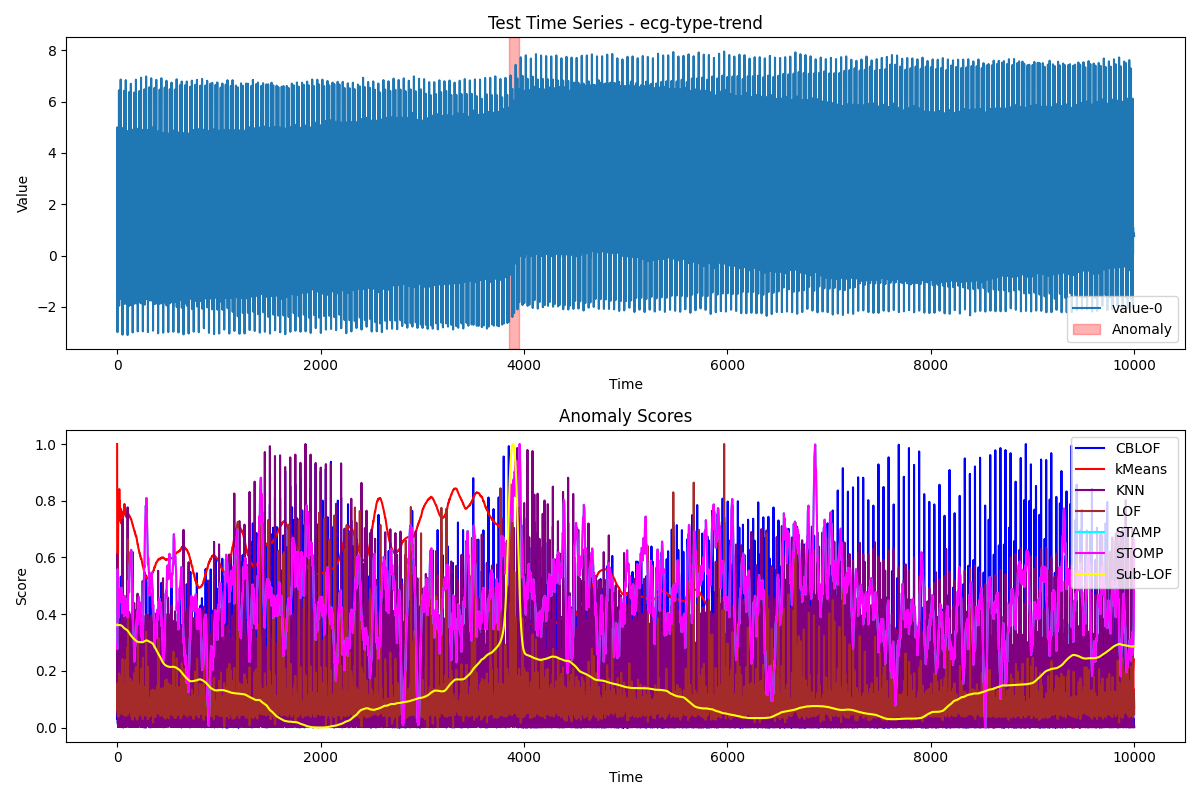 Test Time Series - ecg-type-trend
8
6
4
2
0
−2
Value
value-0
Anomaly
0
2000
4000
6000
8000
10000
Time
Anomaly Scores
1.0
0.8
0.6
0.4
0.2
0.0
Score
CBLOF
kMeans
KNN
LOF
STAMP
STOMP
Sub-LOF
0
2000
4000
6000
8000
10000
Time